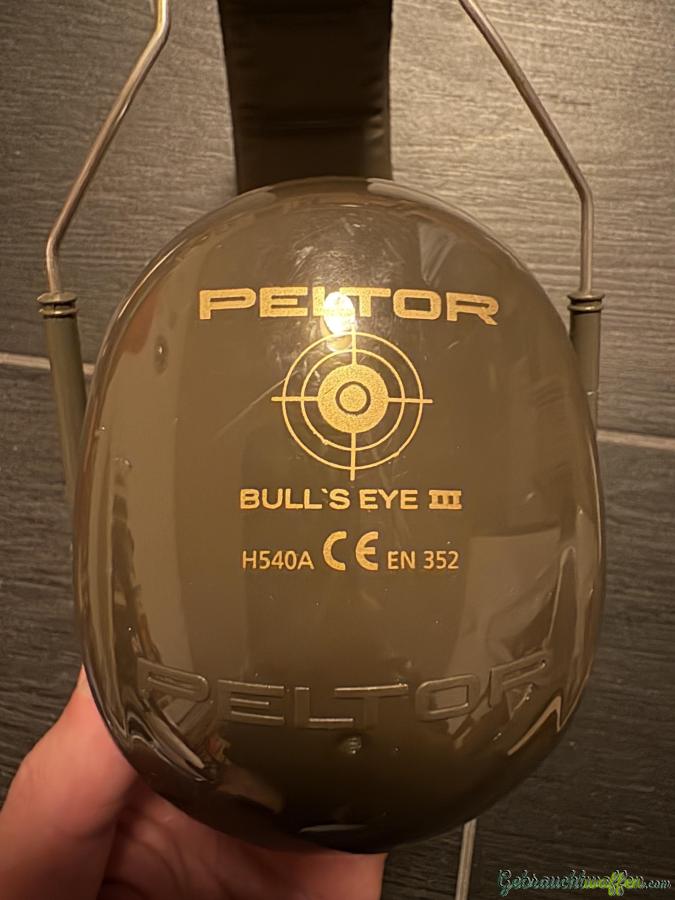 PELTOR
BULL`S EYE III
H540A CE EN 352
PELTOR
Gebrauchtwaffen.com